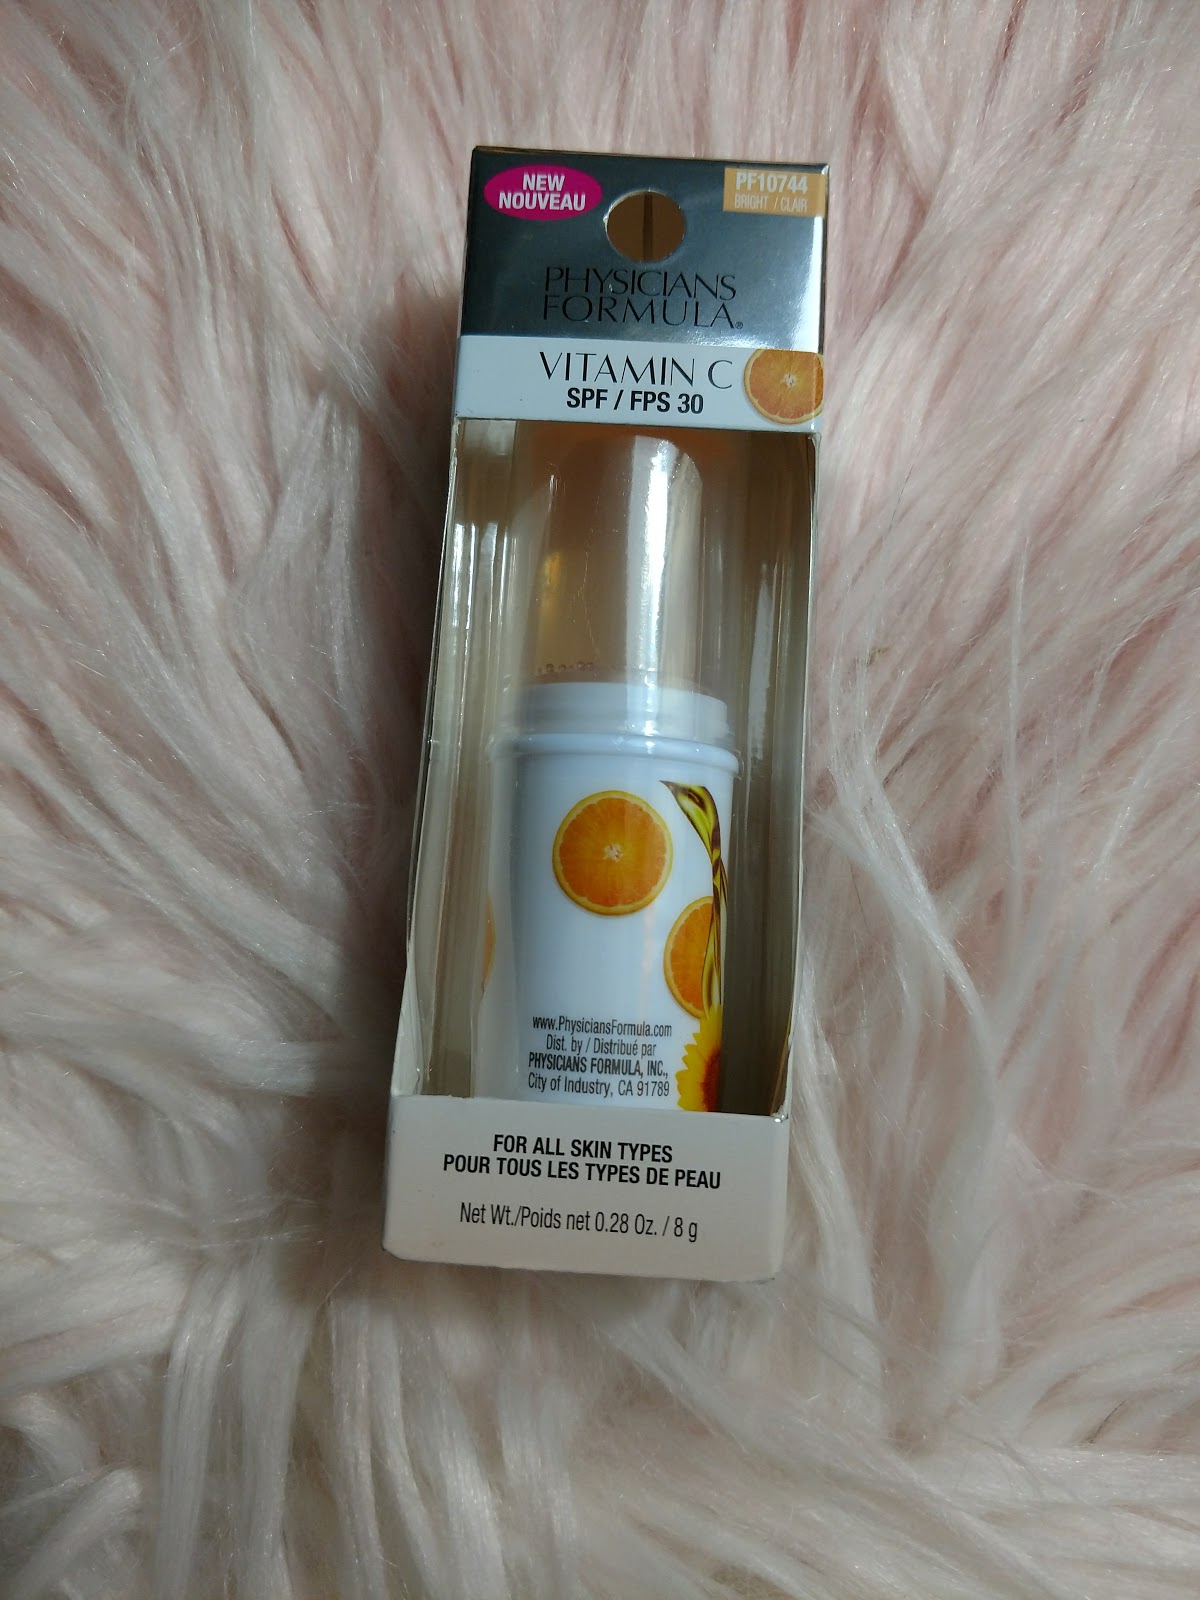 NEW
NOUVEAU
PF10744
BRIGHT / CLAIR
PHYSICIANS
FORMULA®
VITAMIN C
SPF / FPS 30
www.PhysiciansFormula.com
Dist. by / Distribué par
PHYSICIANS FORMULA, INC.,
City of Industry, CA 91789
FOR ALL SKIN TYPES
POUR TOUS LES TYPES DE PEAU
Net Wt./Poids net 0.28 Oz. / 8 g